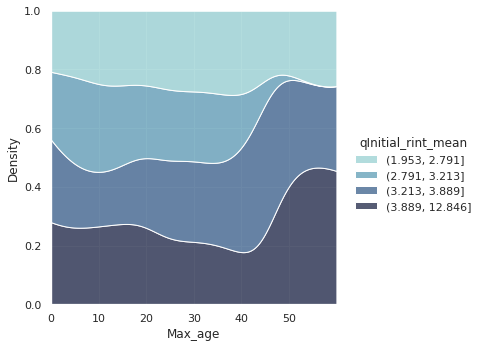 1.0
0.8
0.6
0.4
0.2
0.0
Density
0 10 20 30 40 50
Max_age
qInitial_rint_mean
(1.953, 2.791]
(2.791, 3.213]
(3.213, 3.889]
(3.889, 12.846]